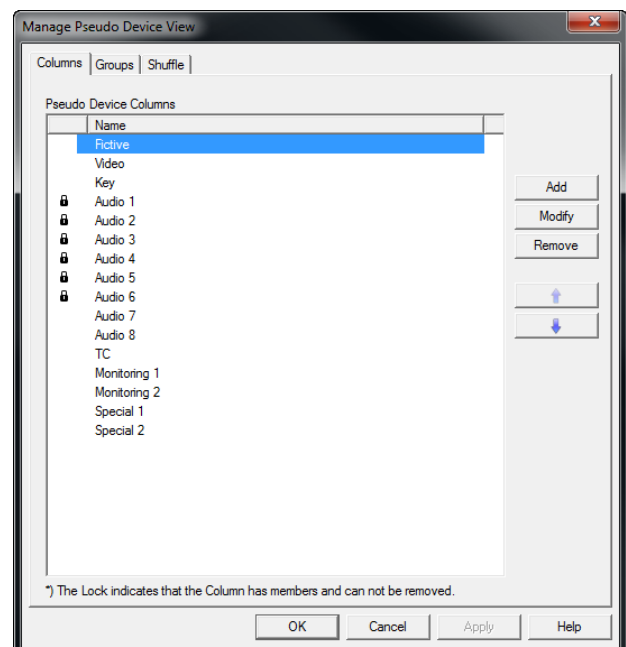 Manage Pseudo Device View
Columns Groups Shuffle
Pseudo Device Columns
Name
Fictive
Video
Key
Audio 1
Audio 2
Audio 3
Audio 4
Audio 5
Audio 6
Audio 7
Audio 8
TC
Monitoring 1
Monitoring 2
Special 1
Special 2
Add
Modify
Remove
*) The Lock indicates that the Column has members and can not be removed.
OK Cancel Apply Help